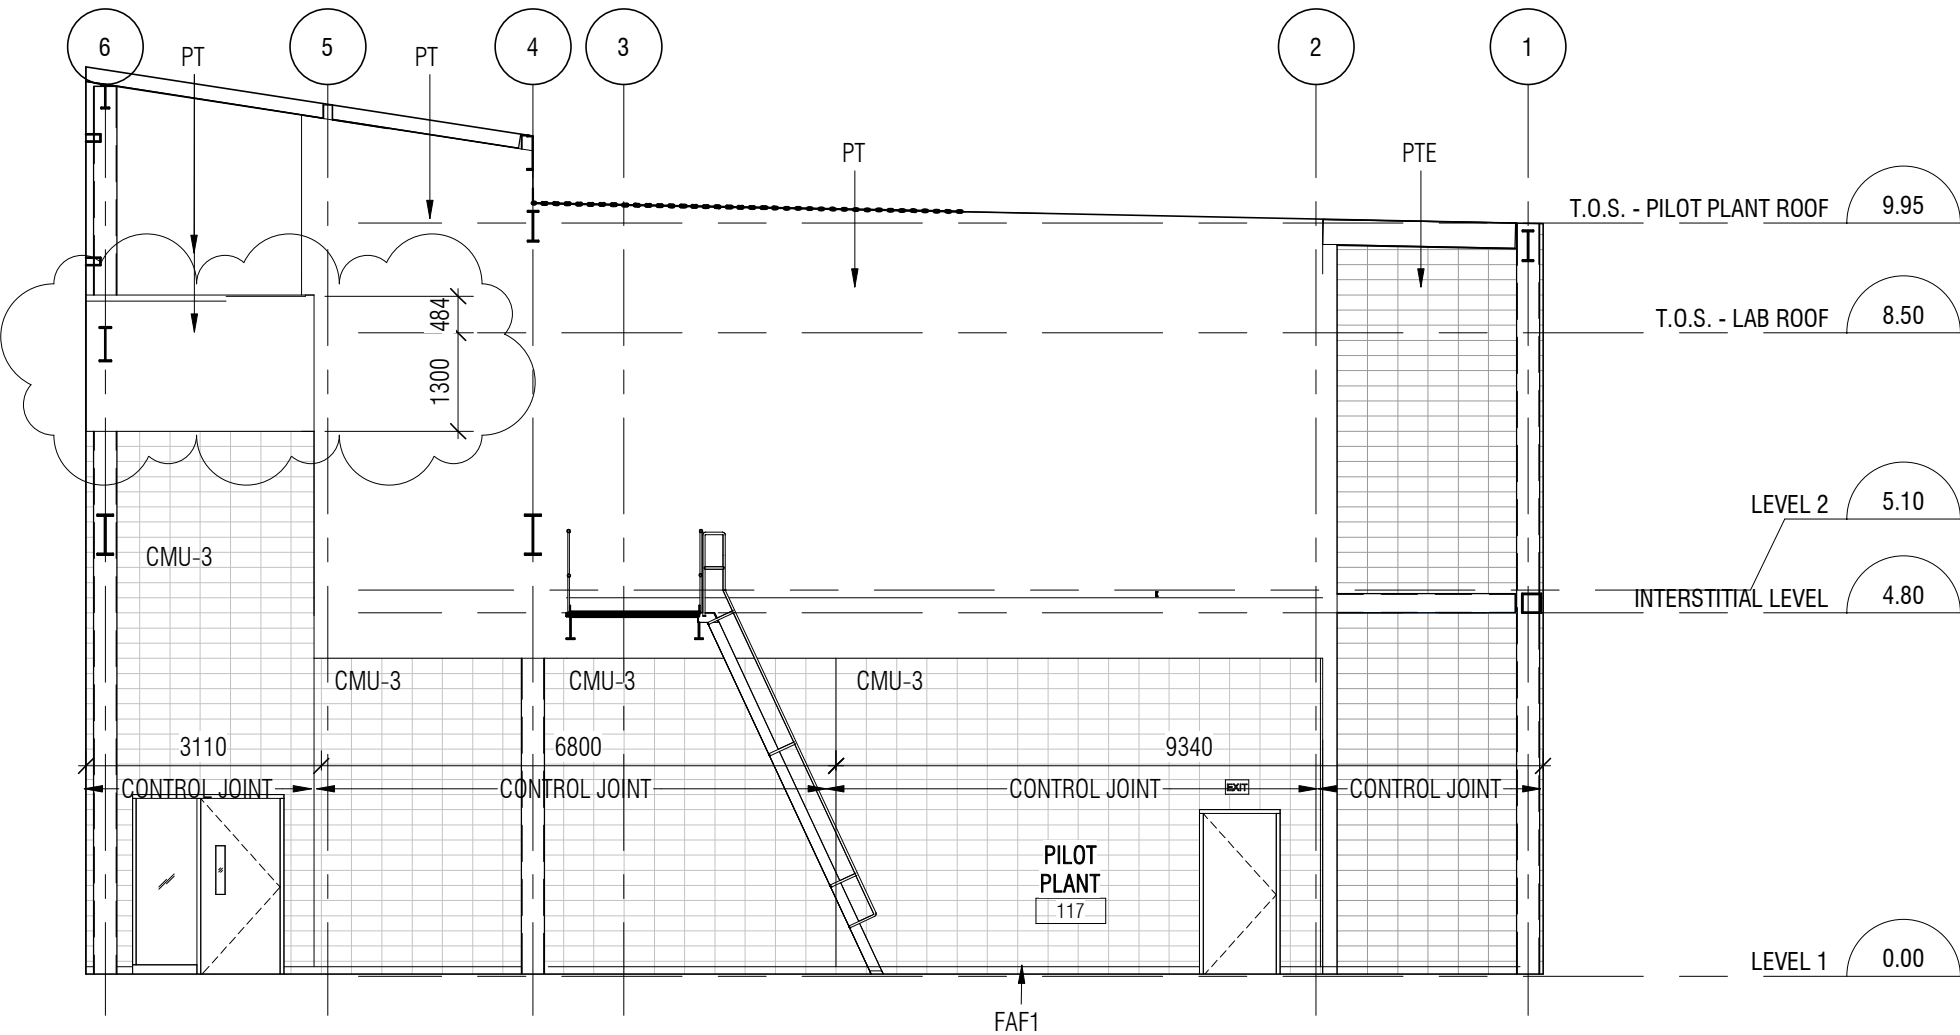 6
5
4
3
2
1
PT
PT
PT
PTE
T.O.S. - PILOT PLANT ROOF 9.95
T.O.S. - LAB ROOF 8.50
484
1300
LEVEL 2 5.10
CMU-3
INTERSTITIAL LEVEL 4.80
CMU-3
CMU-3
CMU-3
3110
6800
9340
CONTROL JOINT
CONTROL JOINT
CONTROL JOINT
EXIT
CONTROL JOINT
PILOT
PLANT
117
LEVEL 1 0.00
FAF1